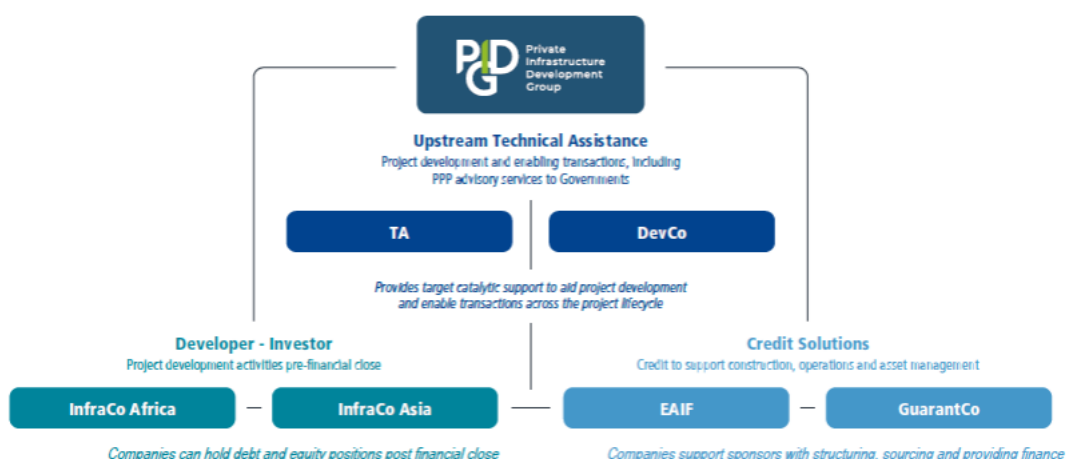 PIDG
Private
Infrastructure
Development
Group
Upstream Technical Assistance
Project development and enabling transactions, including
PPP advisory services to Governments
TA
DevCo
Provides target catalytic support to aid project development
and enable transactions across the project lifecycle
Developer - Investor
Project development activities pre-financial close
Credit Solutions
Credit to support construction, operations and asset management
InfraCo Africa
InfraCo Asia
EAIF
GuarantCo
Companies can hold debt and equity positions post financial close
Companies support sponsors with structuring, sourcing and providing finance